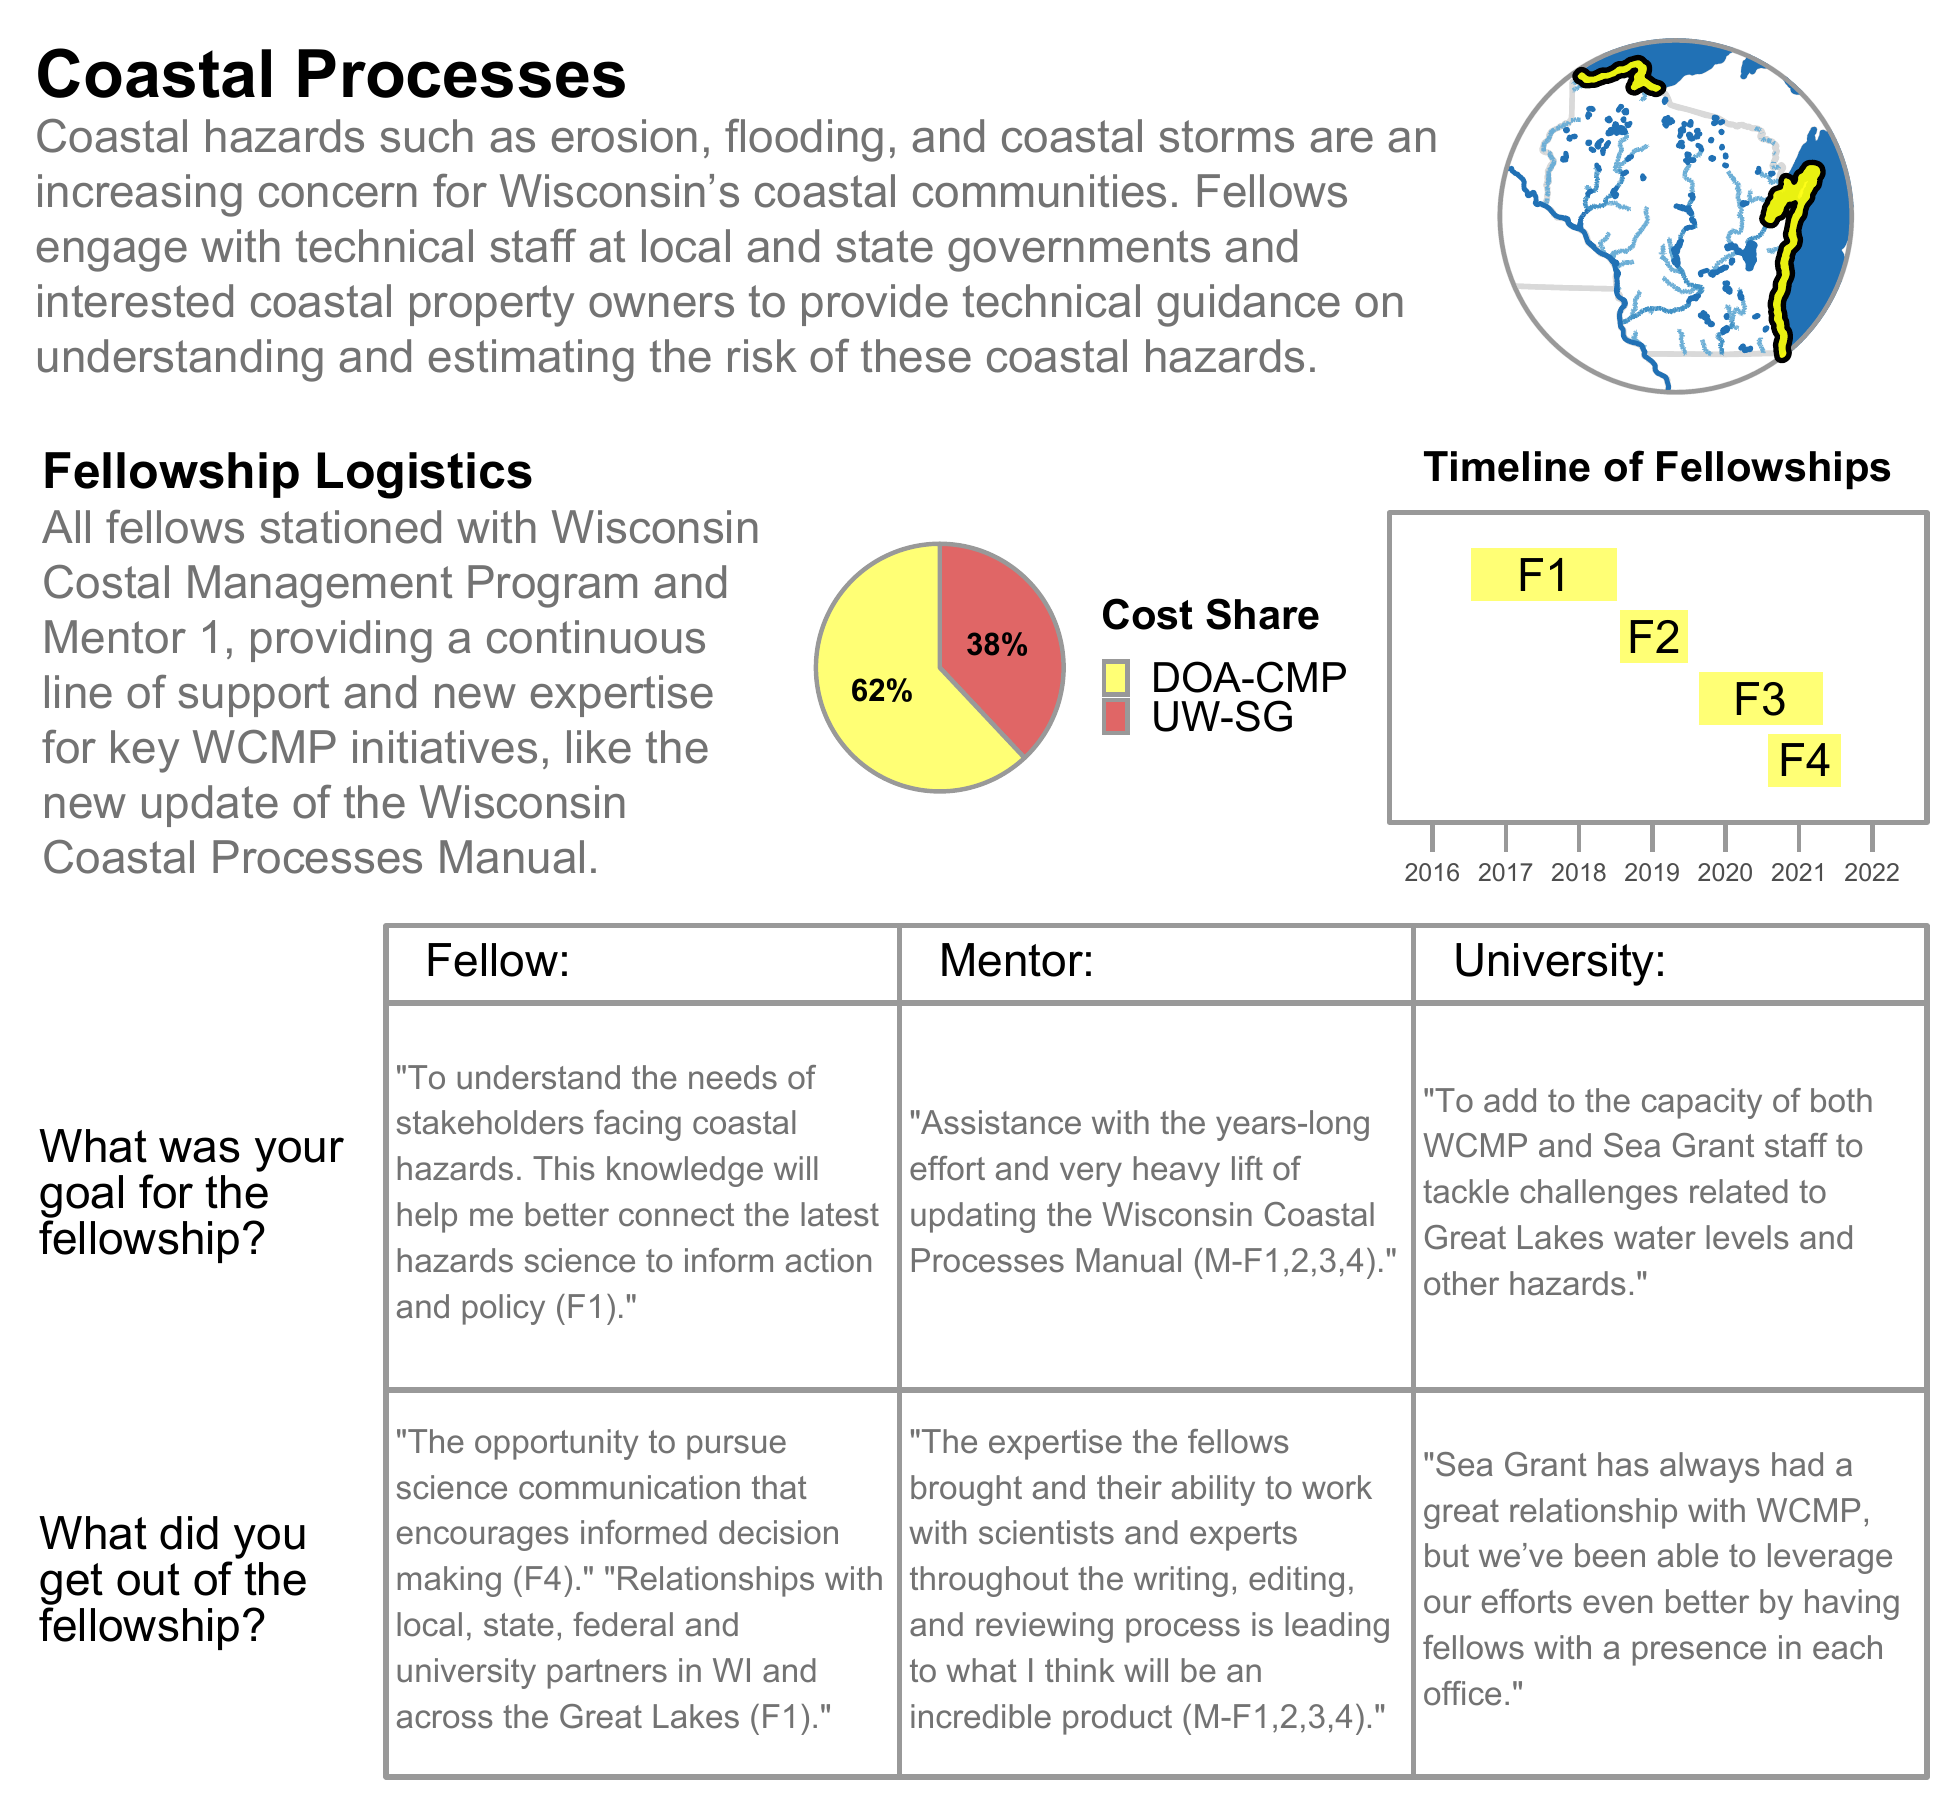 Coastal Processes
Coastal hazards such as erosion, flooding, and coastal storms are an
increasing concern for Wisconsin’s coastal communities. Fellows
engage with technical staff at local and state governments and
interested coastal property owners to provide technical guidance on
understanding and estimating the risk of these coastal hazards.
Fellowship Logistics
All fellows stationed with Wisconsin
Costal Management Program and
Mentor 1, providing a continuous
line of support and new expertise
for key WCMP initiatives, like the
new update of the Wisconsin
Coastal Processes Manual.
38%
62%
Cost Share
DOA-CMP
UW-SG
Timeline of Fellowships
F1
F2
F3
F4
2016 2017 2018 2019 2020 2021 2022
Fellow:
Mentor:
University:
What was your
goal for the
fellowship?
"To understand the needs of
stakeholders facing coastal
hazards. This knowledge will
help me better connect the latest
hazards science to inform action
and policy (F1)."
"Assistance with the years-long
effort and very heavy lift of
updating the Wisconsin Coastal
Processes Manual (M-F1,2,3,4)."
"To add to the capacity of both
WCMP and Sea Grant staff to
tackle challenges related to
Great Lakes water levels and
other hazards."
What did you
get out of the
fellowship?
"The opportunity to pursue
science communication that
encourages informed decision
making (F4)." "Relationships with
local, state, federal and
university partners in WI and
across the Great Lakes (F1)."
"The expertise the fellows
brought and their ability to work
with scientists and experts
throughout the writing, editing,
and reviewing process is leading
to what I think will be an
incredible product (M-F1,2,3,4)."
"Sea Grant has always had a
great relationship with WCMP,
but we’ve been able to leverage
our efforts even better by having
fellows with a presence in each
office."